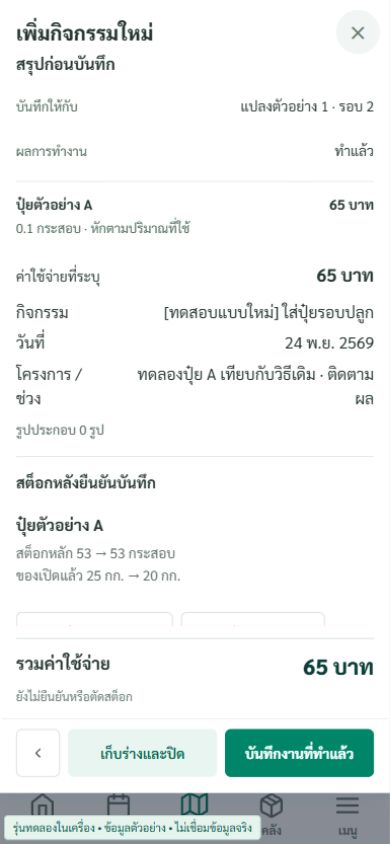 เพิ่มกิจกรรมใหม่
สรุปก่อนบันทึก
บันทึกให้กับ แปลงตัวอย่าง 1 · รอบ 2
ผลการทำงาน ทำแล้ว
ปุ๋ยตัวอย่าง A 65 บาท
0.1 กระสอบ · หักตามปริมาณที่ใช้
ค่าใช้จ่ายที่ระบุ 65 บาท
กิจกรรม [ทดสอบแบบใหม่] ใส่ปุ๋ยรอบปลูก
วันที่ 24 พ.ย. 2569
โครงการ / ทดลองปุ๋ย A เทียบกับวิธีเดิม · ติดตาม
ช่วง ผล
รูปประกอบ 0 รูป
สต็อกหลังยืนยันบันทึก
ปุ๋ยตัวอย่าง A
สต็อกหลัก 53 → 53 กระสอบ
ของเปิดแล้ว 25 กก. → 20 กก.
รวมค่าใช้จ่าย 65 บาท
ยังไม่ยืนยันหรือตัดสต็อก
เก็บร่างและปิด บันทึกงานที่ทำแล้ว
รุ่นทดลองในเครื่อง • ข้อมูลตัวอย่าง • ไม่เชื่อมข้อมูลจริง คลัง เมนู